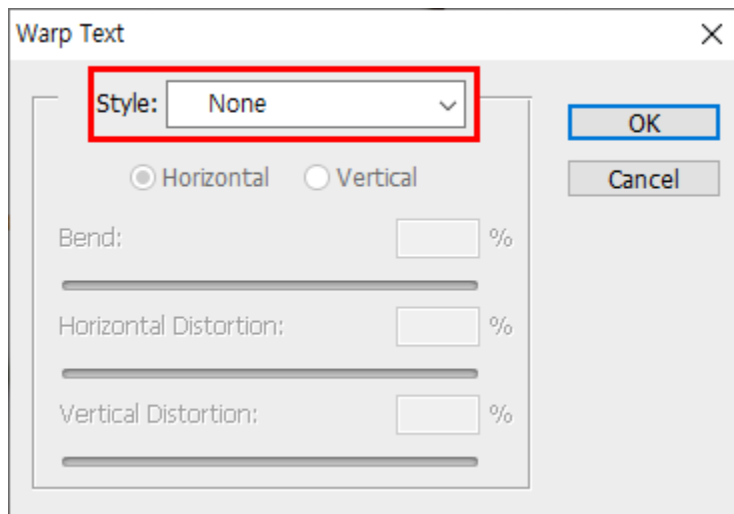 Warp Text
Style: None
OK
Horizontal Vertical
Cancel
Bend: %
Horizontal Distortion: %
Vertical Distortion: %